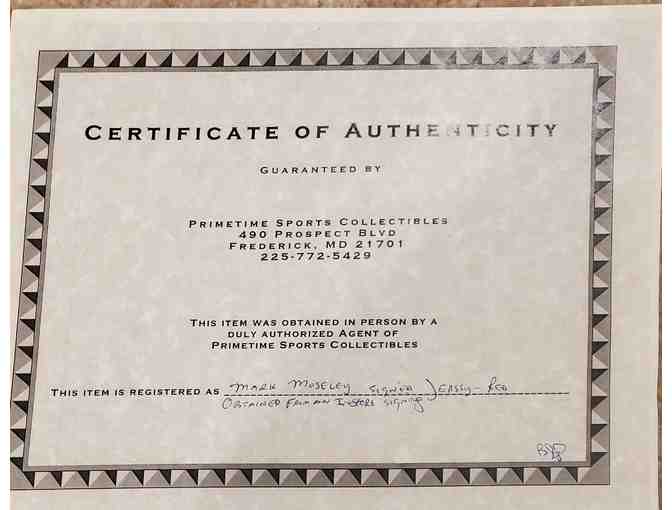 CERTIFICATE OF AUTHENTICITY
GUARANTEED BY
PRIMETIME SPORTS COLLECTIBLES
490 PROSPECT BLVD
FREDERICK, MD 21701
225-772-5429
THIS ITEM WAS OBTAINED IN PERSON BY A
DULY AUTHORIZED AGENT OF
PRIMETIME SPORTS COLLECTIBLES
THIS ITEM IS REGISTERED AS MARK MOSELEY SIGNED JERSSY - RED
OBTAINED FROM AN INSTORE SIGNING